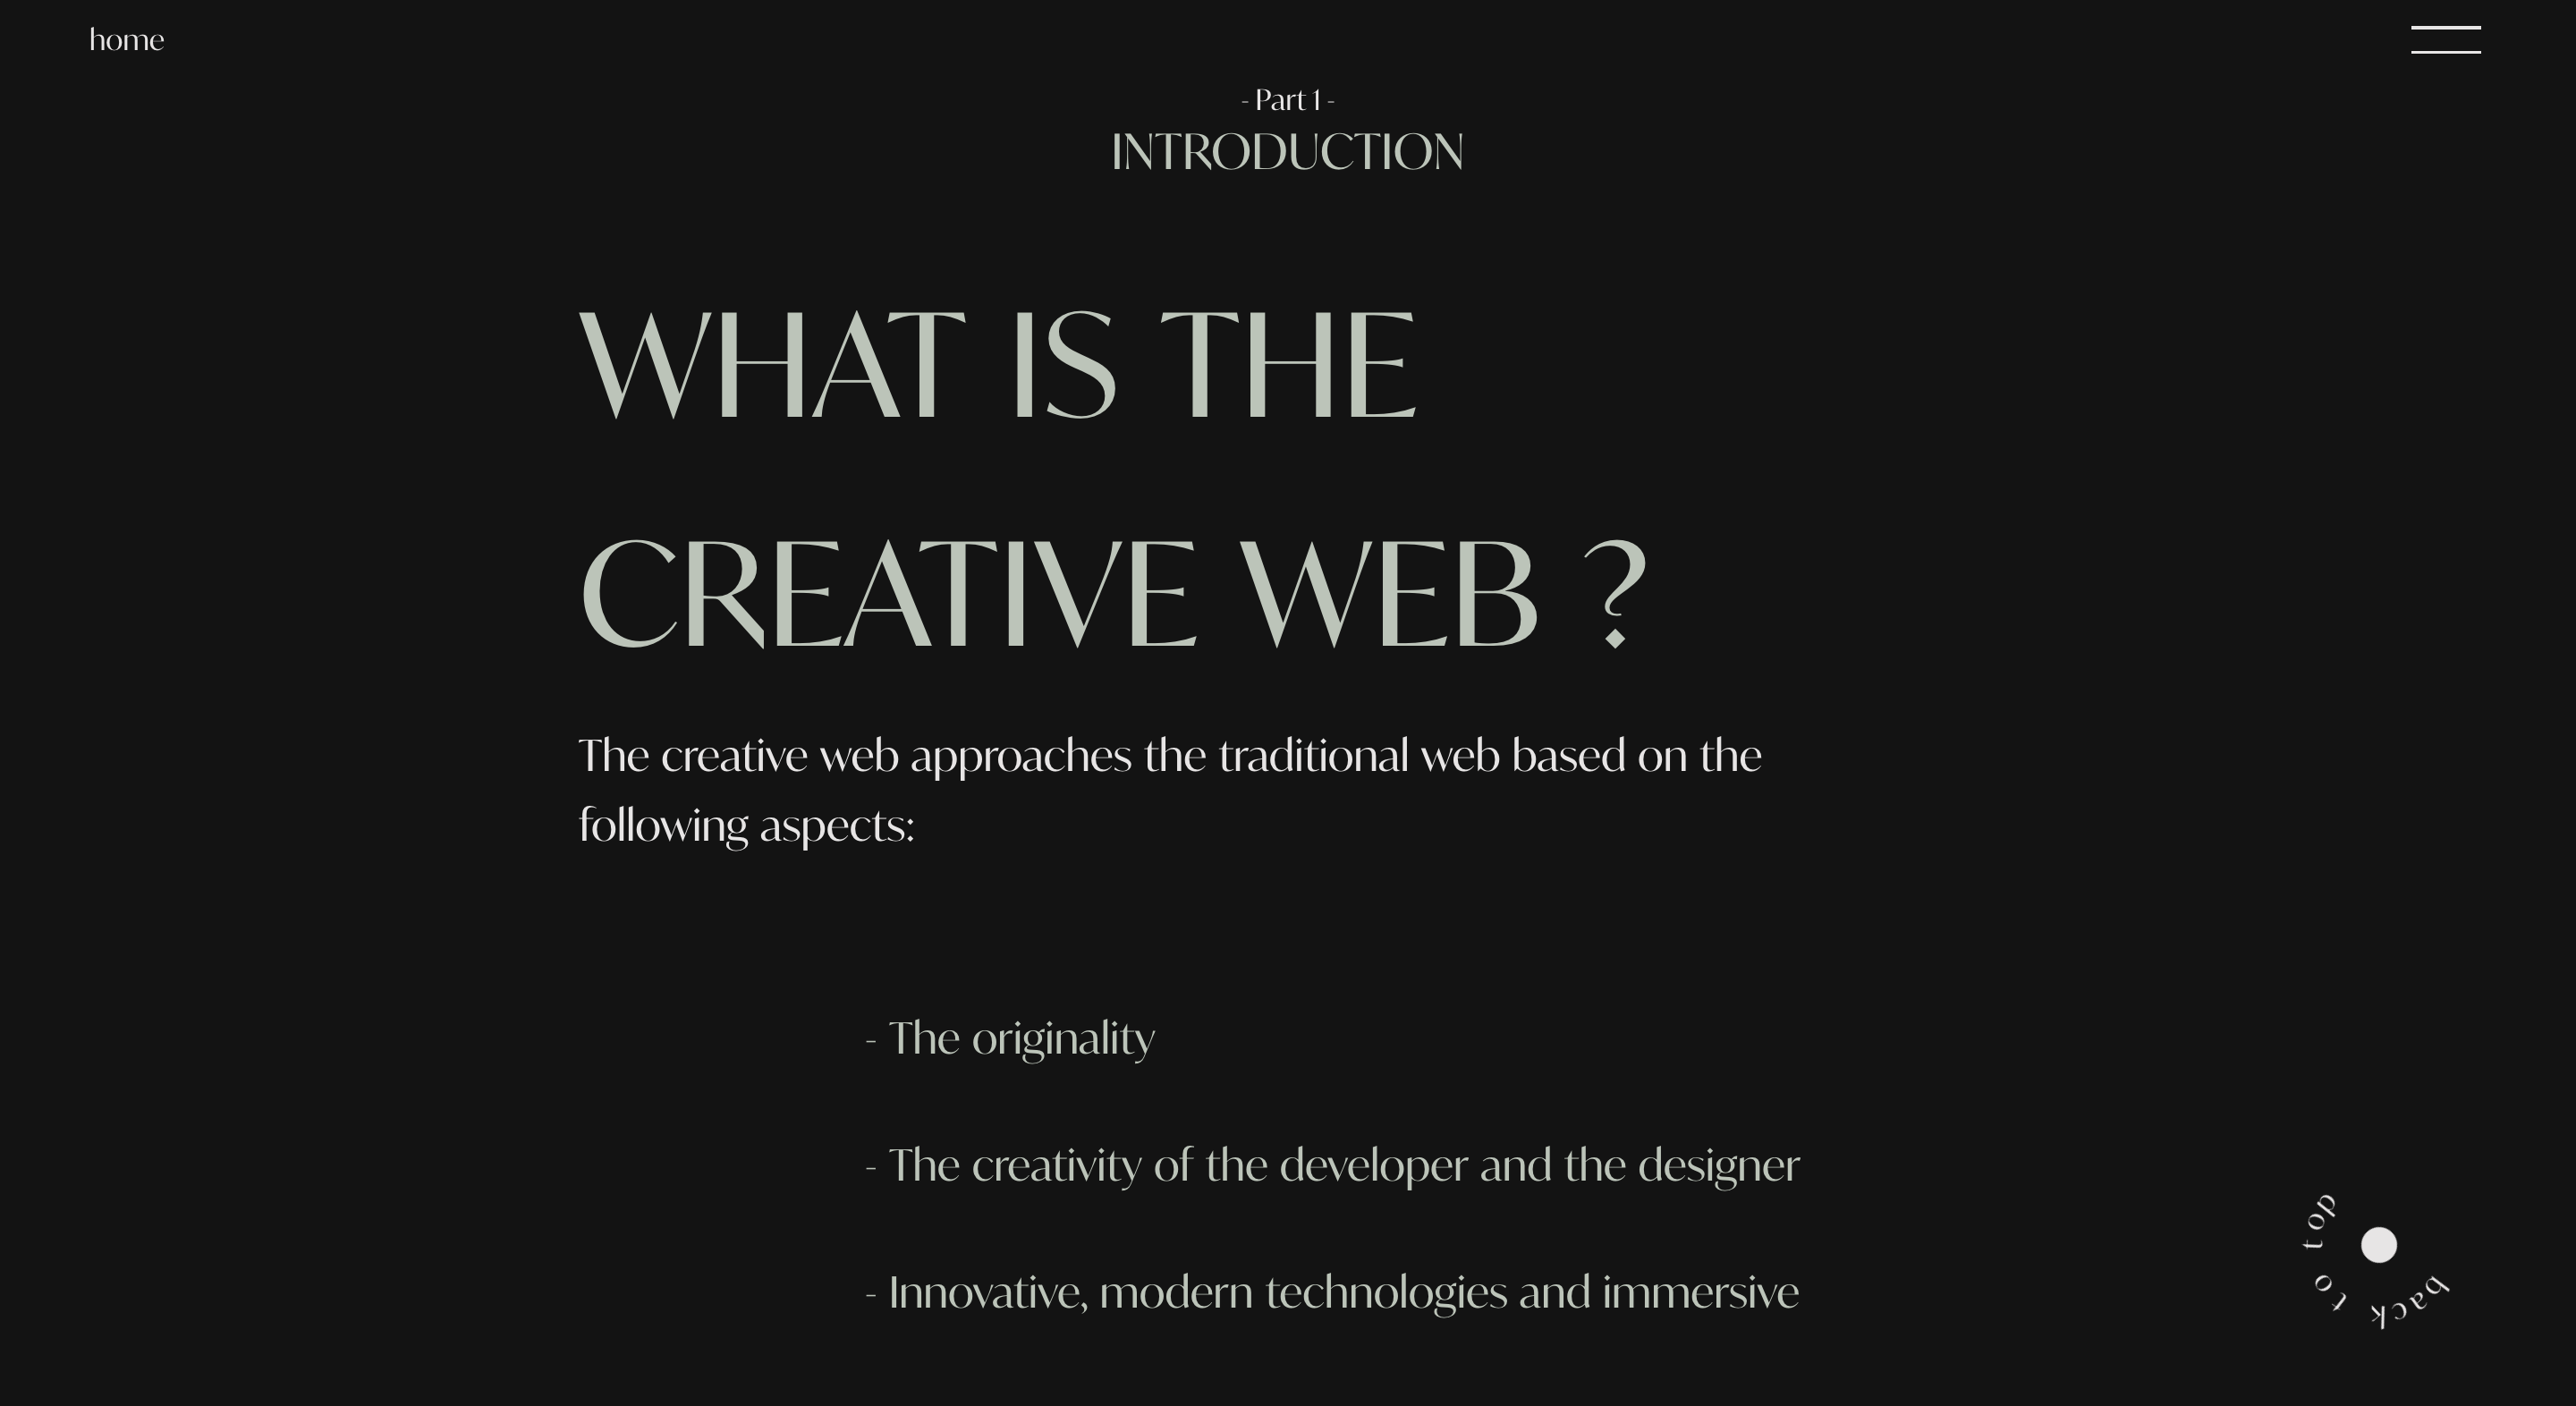 home
- Part 1 -
INTRODUCTION
WHAT IS THE
CREATIVE WEB ?
The creative web approaches the traditional web based on the
following aspects:
- The originality
- The creativity of the developer and the designer
- Innovative, modern technologies and immersive
back to top